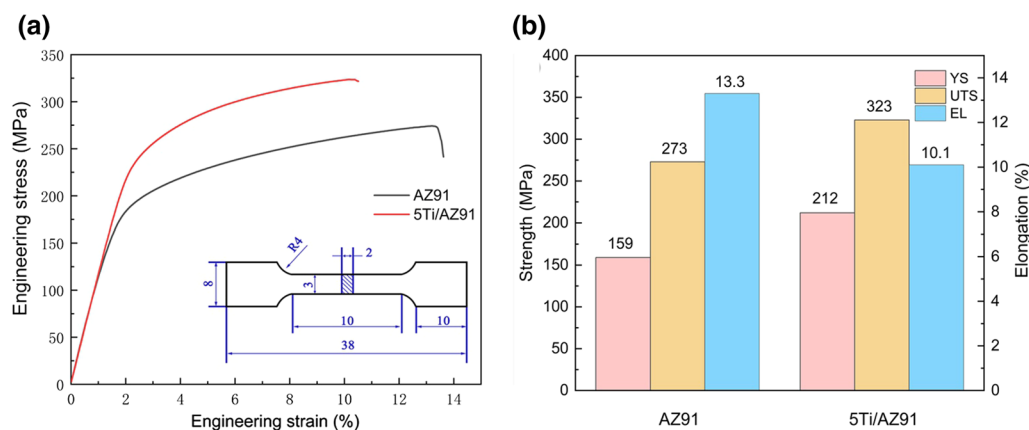 (a)
350
300
250
200
150
100
50
0
Engineering stress (MPa)
0 2 4 6 8 10 12 14
Engineering strain (%)
AZ91
5Ti/AZ91
R4
2
8
3
10
10
38
(b)
400
350
300
250
200
150
100
50
0
Strength (MPa)
159
273
13.3
212
323
10.1
YS
UTS
EL
AZ91 5Ti/AZ91
14
12
10
8
6
4
2
0
Elongation (%)